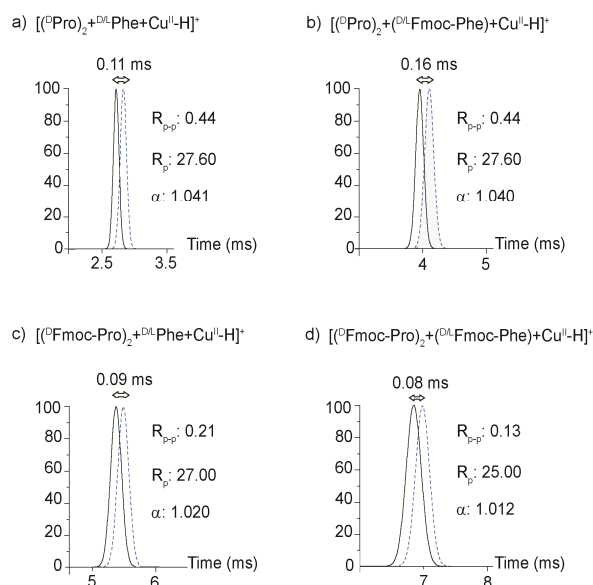 a) [(ᴰPro)₂+ᴰ/ᴸPhe+Cuᴵᴵ-H]⁺
0.11 ms
100
80
60
40
20
0
2.5
3.5
Time (ms)
Rₚ₋ₚ: 0.44
Rₚ: 27.60
α: 1.041
b) [(ᴰPro)₂+(ᴰ/ᴸFmoc-Phe)+Cuᴵᴵ-H]⁺
0.16 ms
100
80
60
40
20
0
4
5
Time (ms)
Rₚ₋ₚ: 0.44
Rₚ: 27.60
α: 1.040
c) [(ᴰFmoc-Pro)₂+ᴰ/ᴸPhe+Cuᴵᴵ-H]⁺
0.09 ms
100
80
60
40
20
0
5
6
Time (ms)
Rₚ₋ₚ: 0.21
Rₚ: 27.00
α: 1.020
d) [(ᴰFmoc-Pro)₂+(ᴰ/ᴸFmoc-Phe)+Cuᴵᴵ-H]⁺
0.08 ms
100
80
60
40
20
0
7
8
Time (ms)
Rₚ₋ₚ: 0.13
Rₚ: 25.00
α: 1.012